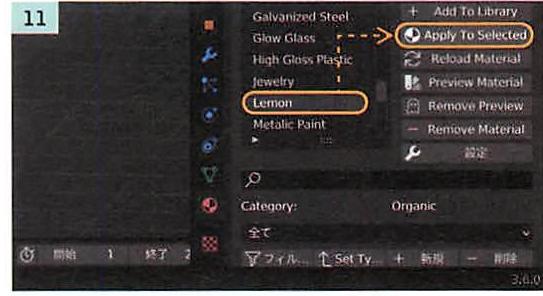 11
Galvanized Steel
Glow Glass
High Gloss Plastic
Jewelry
Lemon
Metalic Paint
+ Add To Library
Apply To Selected
Reload Material
Preview Material
Remove Preview
− Remove Material
設定
Category: Organic
全て
フィル... Set Ty... + 新規 − 削除
開始 1 終了 2
3.6.0